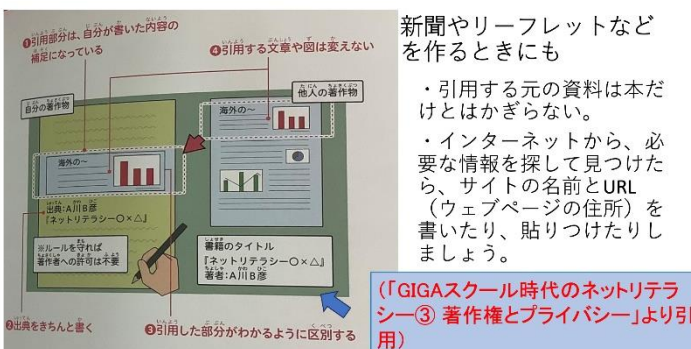 ❶引用部分は、自分が書いた内容の
補足になっている
❹引用する文章や図は変えない
自分の著作物
他人の著作物
海外の～
海外の～
出典:A川B彦
『ネットリテラシー○×△』
※ルールを守れば
著作者への許可は不要
書籍のタイトル
『ネットリテラシー○×△』
著者:A川B彦
❷出典をきちんと書く
❸引用した部分がわかるように区別する
新聞やリーフレットなど
を作るときにも
・引用する元の資料は本だ
けとはかぎらない。
・インターネットから、必
要な情報を探して見つけた
ら、サイトの名前とURL
（ウェブページの住所）を
書いたり、貼りつけたりし
ましょう。
(「GIGAスクール時代のネットリテラ
シー③ 著作権とプライバシー」より引
用)